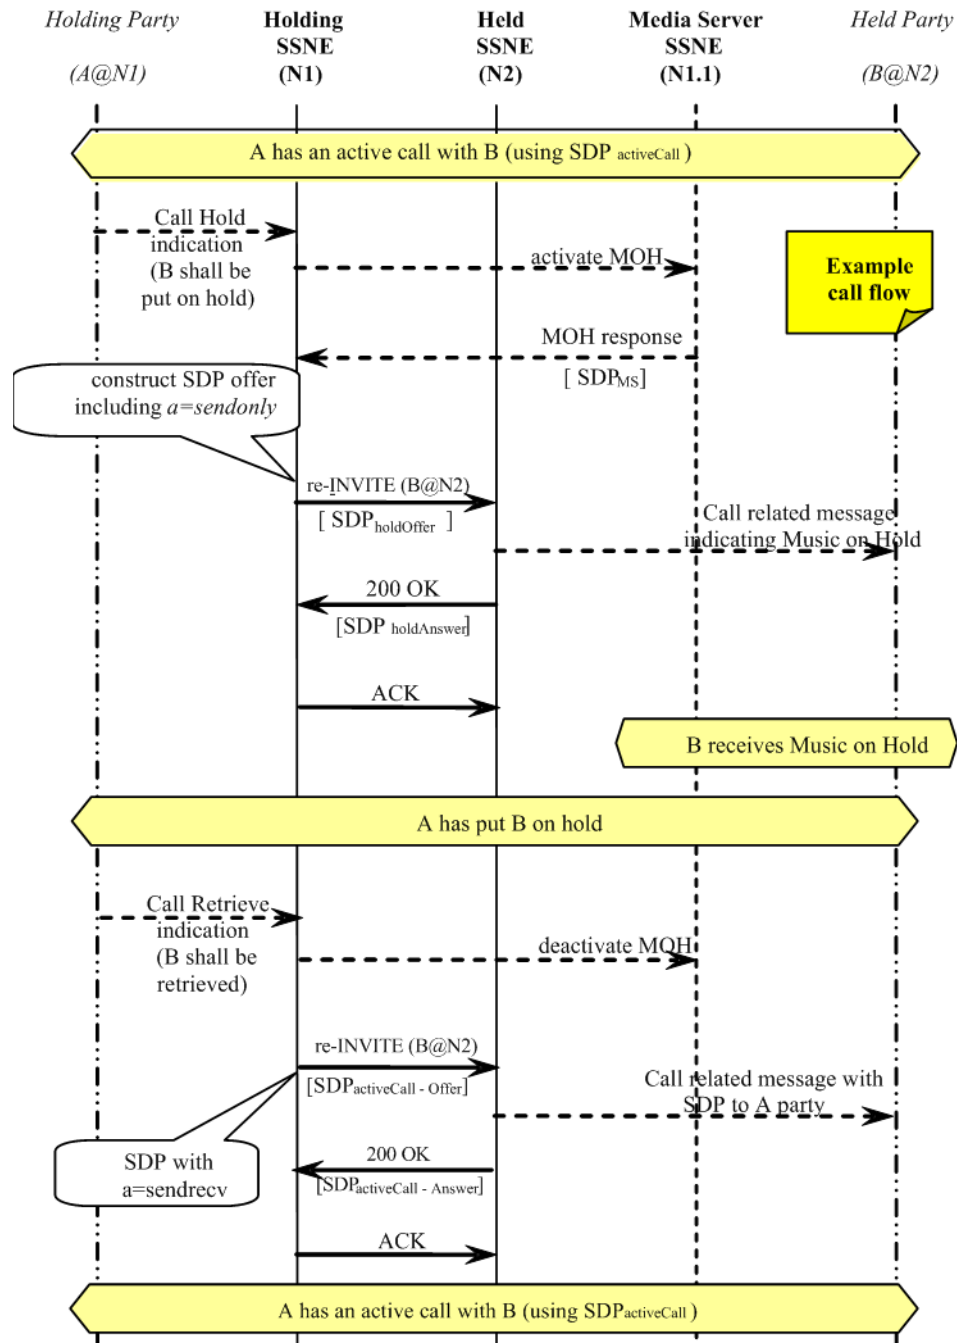 Holding Party
(A@N1)
Holding
SSNE
(N1)
Held
SSNE
(N2)
Media Server
SSNE
(N1.1)
Held Party
(B@N2)
A has an active call with B (using SDP activeCall )
Call Hold
indication
(B shall be
put on hold)
activate MOH
Example
call flow
MOH response
[ SDPMS]
construct SDP offer
including a=sendonly
re-INVITE (B@N2)
[ SDPholdOffer ]
Call related message
indicating Music on Hold
200 OK
[SDP holdAnswer]
ACK
B receives Music on Hold
A has put B on hold
Call Retrieve
indication
(B shall be
retrieved)
deactivate MOH
re-INVITE (B@N2)
[SDPactiveCall - Offer]
Call related message with
SDP to A party
SDP with
a=sendrecv
200 OK
[SDPactiveCall - Answer]
ACK
A has an active call with B (using SDPactiveCall )